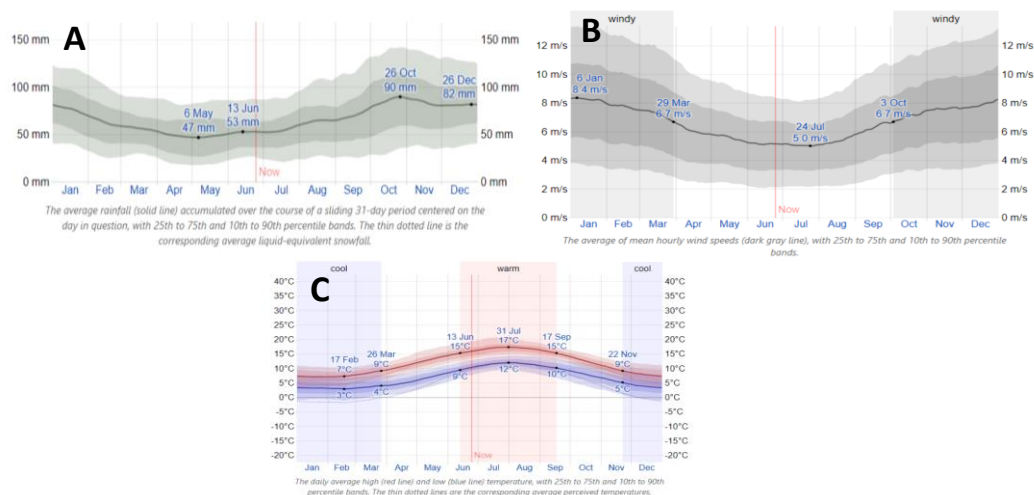 A
150 mm
150 mm
100 mm
100 mm
50 mm
50 mm
0 mm
0 mm
6 May
47 mm
13 Jun
53 mm
26 Oct
90 mm
26 Dec
82 mm
Now
Jan Feb Mar Apr May Jun Jul Aug Sep Oct Nov Dec
The average rainfall (solid line) accumulated over the course of a sliding 31-day period centered on the
day in question, with 25th to 75th and 10th to 90th percentile bands. The thin dotted line is the
corresponding average liquid-equivalent snowfall.
B
windy
windy
12 m/s
12 m/s
10 m/s
10 m/s
8 m/s
8 m/s
6 m/s
6 m/s
4 m/s
4 m/s
2 m/s
2 m/s
0 m/s
0 m/s
6 Jan
8.4 m/s
29 Mar
6.7 m/s
24 Jul
5.0 m/s
3 Oct
6.7 m/s
Now
Jan Feb Mar Apr May Jun Jul Aug Sep Oct Nov Dec
The average of mean hourly wind speeds (dark gray line), with 25th to 75th and 10th to 90th percentile
bands.
C
cool
warm
cool
40°C
40°C
35°C
35°C
30°C
30°C
25°C
25°C
20°C
20°C
15°C
15°C
10°C
10°C
5°C
5°C
0°C
0°C
-5°C
-5°C
-10°C
-10°C
-15°C
-15°C
-20°C
-20°C
17 Feb
7°C
3°C
26 Mar
9°C
4°C
13 Jun
15°C
9°C
31 Jul
17°C
12°C
17 Sep
15°C
10°C
22 Nov
9°C
5°C
Now
Jan Feb Mar Apr May Jun Jul Aug Sep Oct Nov Dec
The daily average high (red line) and low (blue line) temperature, with 25th to 75th and 10th to 90th
percentile bands. The thin dotted lines are the corresponding average perceived temperatures.